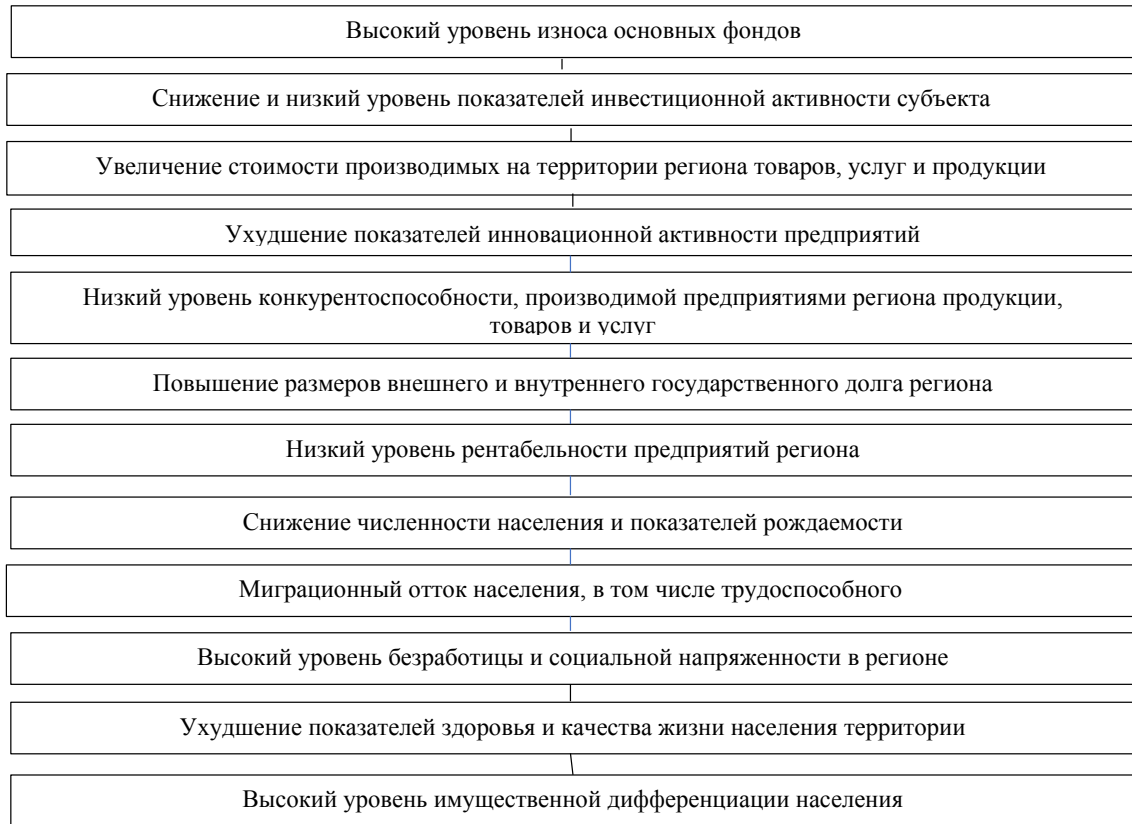 Высокий уровень износа основных фондов
Снижение и низкий уровень показателей инвестиционной активности субъекта
Увеличение стоимости производимых на территории региона товаров, услуг и продукции
Ухудшение показателей инновационной активности предприятий
Низкий уровень конкурентоспособности, производимой предприятиями региона продукции,
товаров и услуг
Повышение размеров внешнего и внутреннего государственного долга региона
Низкий уровень рентабельности предприятий региона
Снижение численности населения и показателей рождаемости
Миграционный отток населения, в том числе трудоспособного
Высокий уровень безработицы и социальной напряженности в регионе
Ухудшение показателей здоровья и качества жизни населения территории
Высокий уровень имущественной дифференциации населения